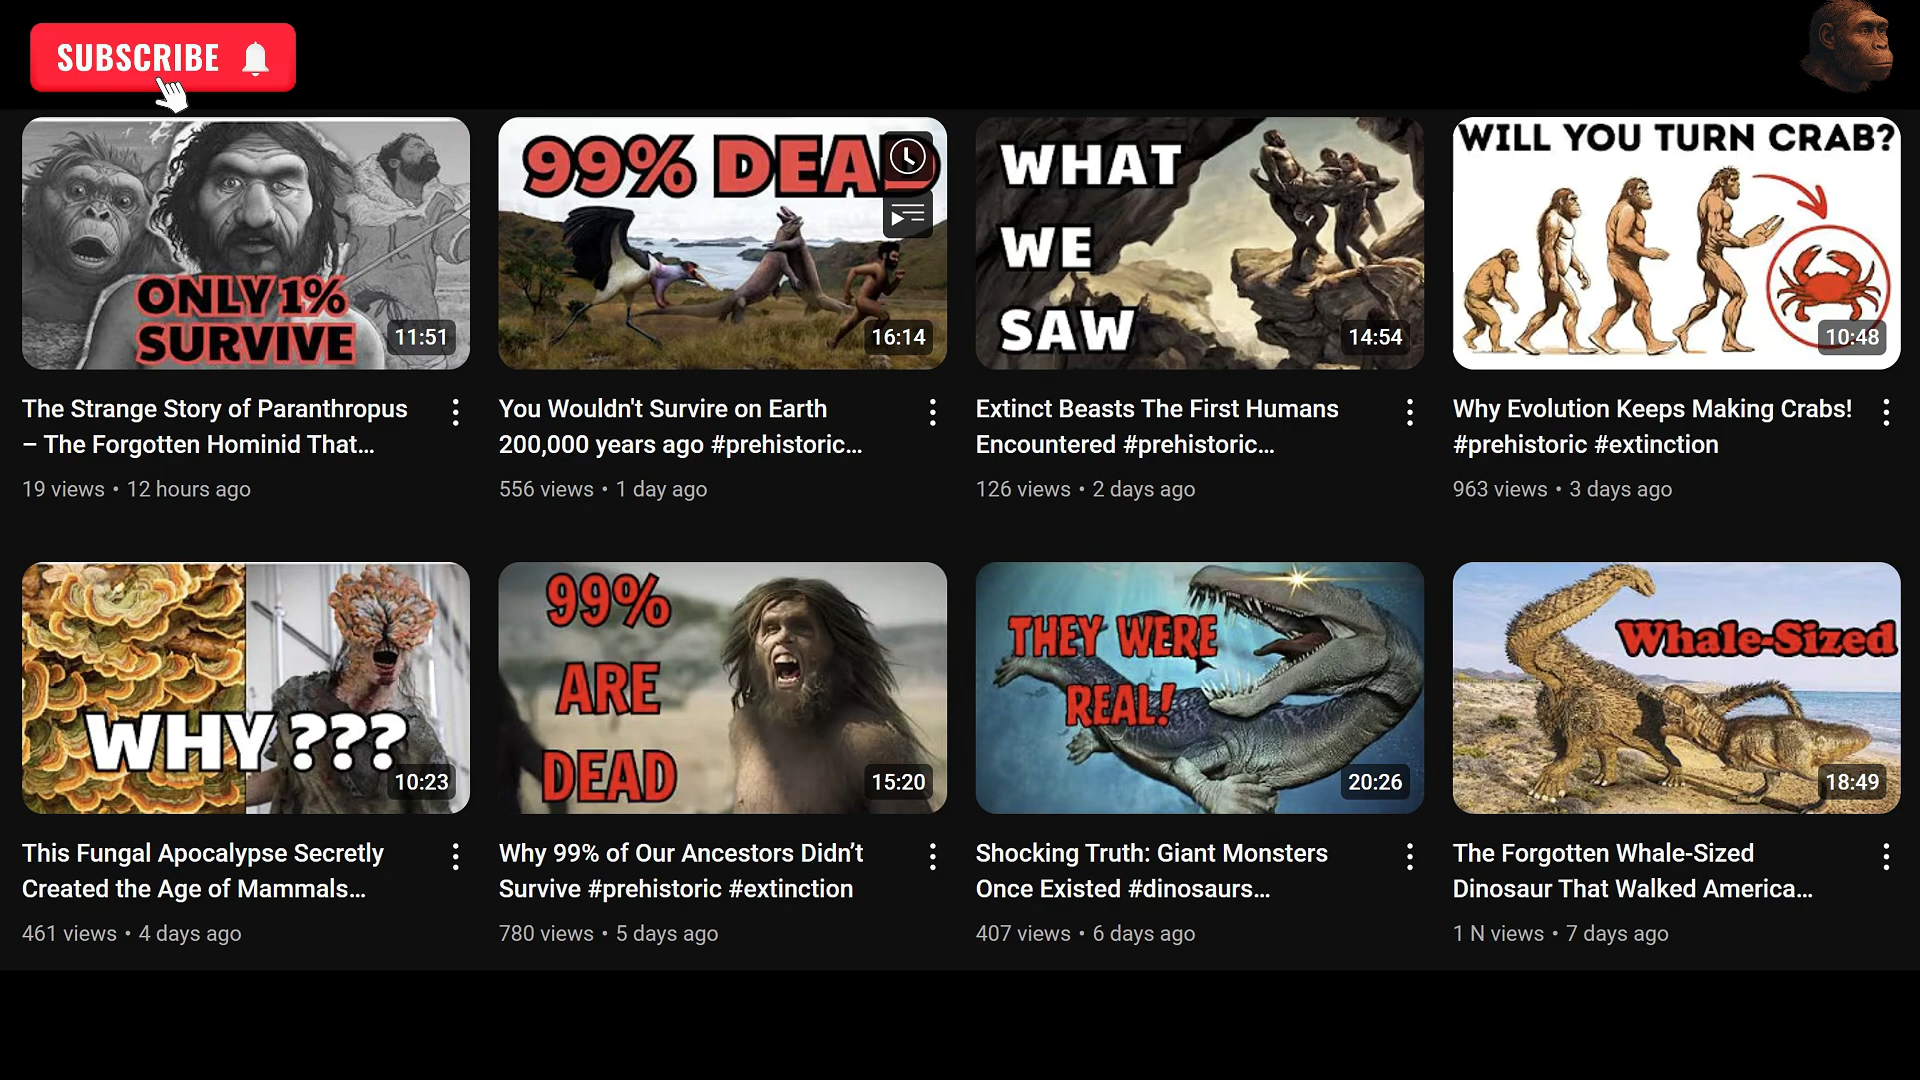 SUBSCRIBE
ONLY 1%
SURVIVE
11:51
99% DEAD
16:14
WHAT
WE
SAW
14:54
WILL YOU TURN CRAB?
10:48
The Strange Story of Paranthropus
– The Forgotten Hominid That...
19 views • 12 hours ago
You Wouldn't Survire on Earth
200,000 years ago #prehistoric...
556 views • 1 day ago
Extinct Beasts The First Humans
Encountered #prehistoric...
126 views • 2 days ago
Why Evolution Keeps Making Crabs!
#prehistoric #extinction
963 views • 3 days ago
WHY ???
10:23
99%
ARE
DEAD
15:20
THEY WERE
REAL!
20:26
Whale-Sized
18:49
This Fungal Apocalypse Secretly
Created the Age of Mammals...
461 views • 4 days ago
Why 99% of Our Ancestors Didn’t
Survive #prehistoric #extinction
780 views • 5 days ago
Shocking Truth: Giant Monsters
Once Existed #dinosaurs...
407 views • 6 days ago
The Forgotten Whale-Sized
Dinosaur That Walked America...
1 N views • 7 days ago